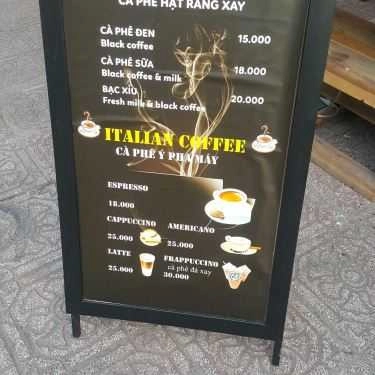 CÀ PHÊ HẠT RANG XAY
CÀ PHÊ ĐEN 15.000
Black coffee
CÀ PHÊ SỮA 18.000
Black coffee & milk
BẠC XỈU 20.000
Fresh milk & black coffee
ITALIAN COFFEE
CÀ PHÊ Ý PHA MÁY
ESPRESSO
18.000
CAPPUCCINO AMERICANO
25.000 25.000
LATTE FRAPPUCCINO
cà phê đá xay
25.000 30.000